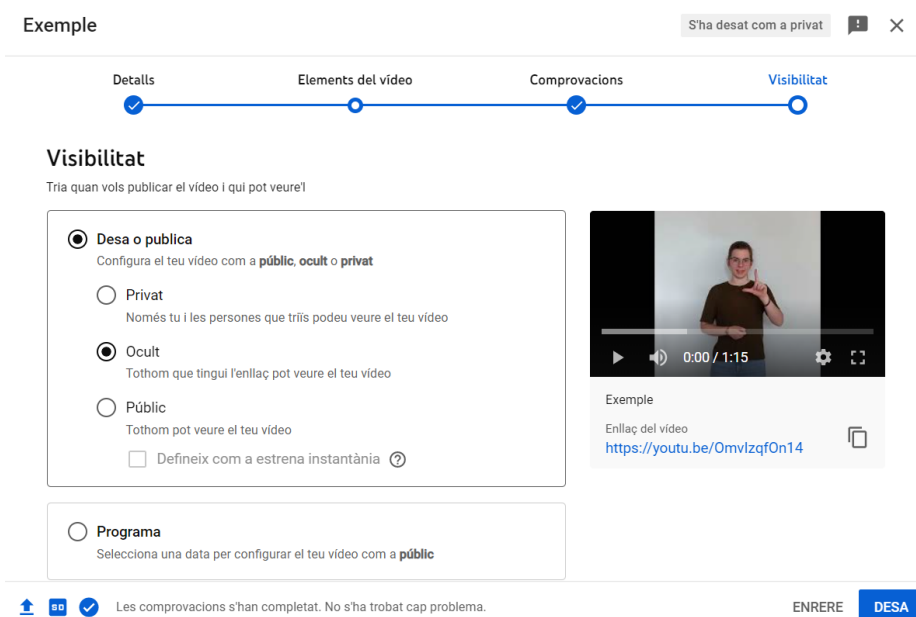 Exemple
S'ha desat com a privat
Detalls
Elements del vídeo
Comprovacions
Visibilitat
Visibilitat
Tria quan vols publicar el vídeo i qui pot veure'l
Desa o publica
Configura el teu vídeo com a públic, ocult o privat
Privat
Només tu i les persones que triïs podeu veure el teu vídeo
Ocult
Tothom que tingui l'enllaç pot veure el teu vídeo
Públic
Tothom pot veure el teu vídeo
Defineix com a estrena instantània
Programa
Selecciona una data per configurar el teu vídeo com a públic
0:00 / 1:15
Exemple
Enllaç del vídeo
https://youtu.be/OmvIzqfOn14
SD
Les comprovacions s'han completat. No s'ha trobat cap problema.
ENRERE
DESA